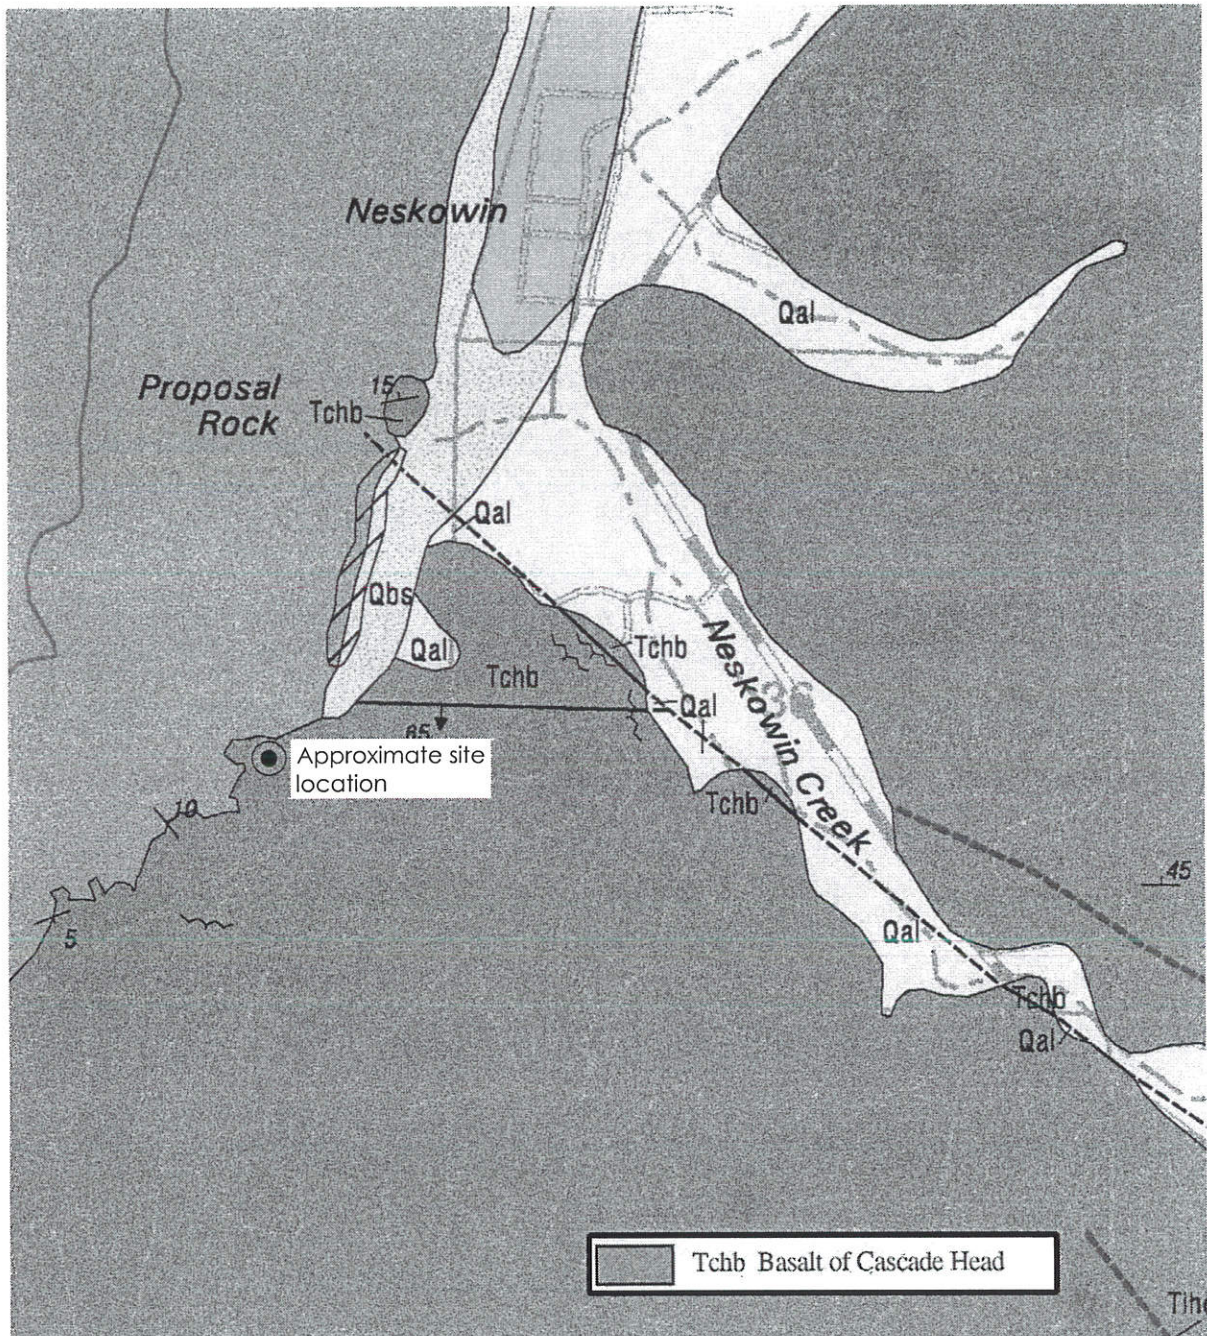 Neskowin
Qal
Proposal
Rock
15
Tchb
Qal
Qbs
Qal
Tchb
Tchb
Neskowin Creek
Qal
65
Approximate site
location
Tchb
10
45
5
Qal
Tchb
Qal
Tchb Basalt of Cascade Head